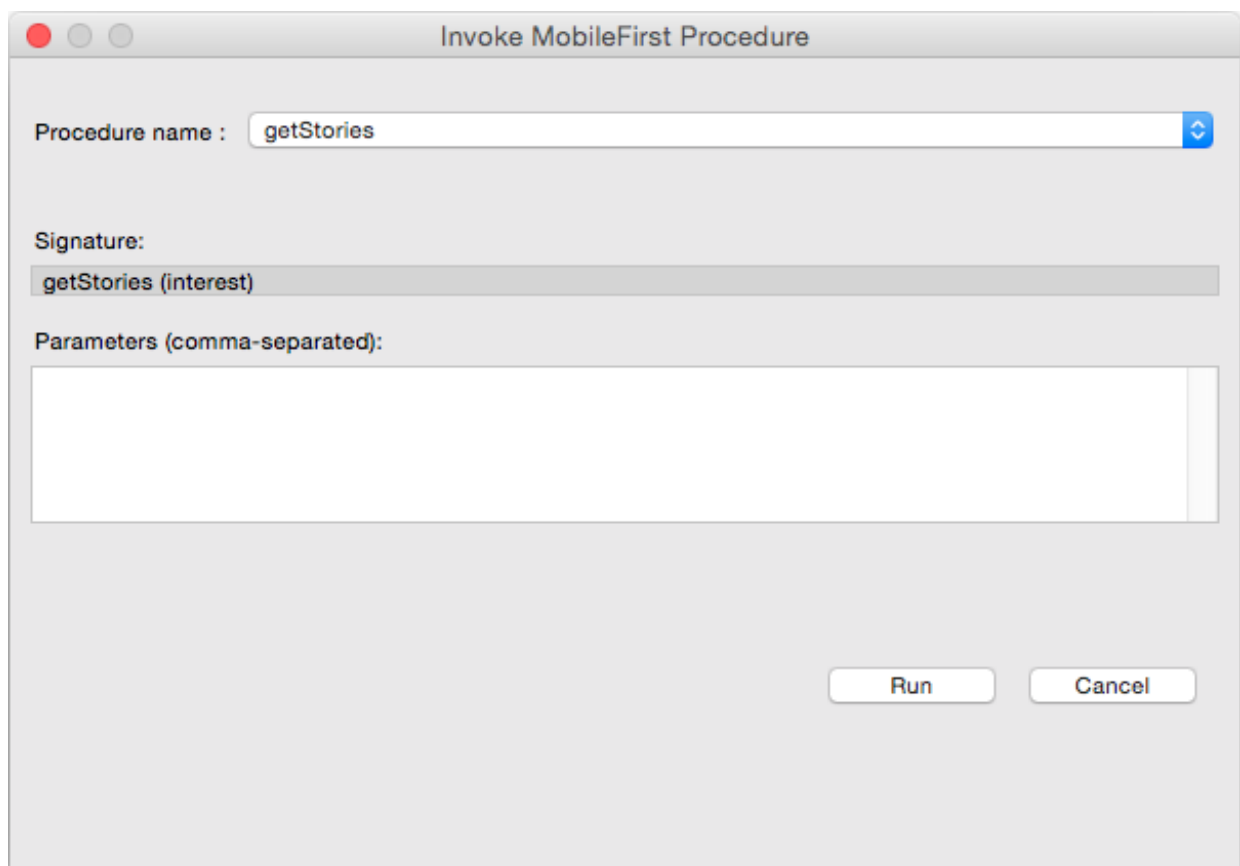 Invoke MobileFirst Procedure
Procedure name : getStories
Signature:
getStories (interest)
Parameters (comma-separated):
Run Cancel